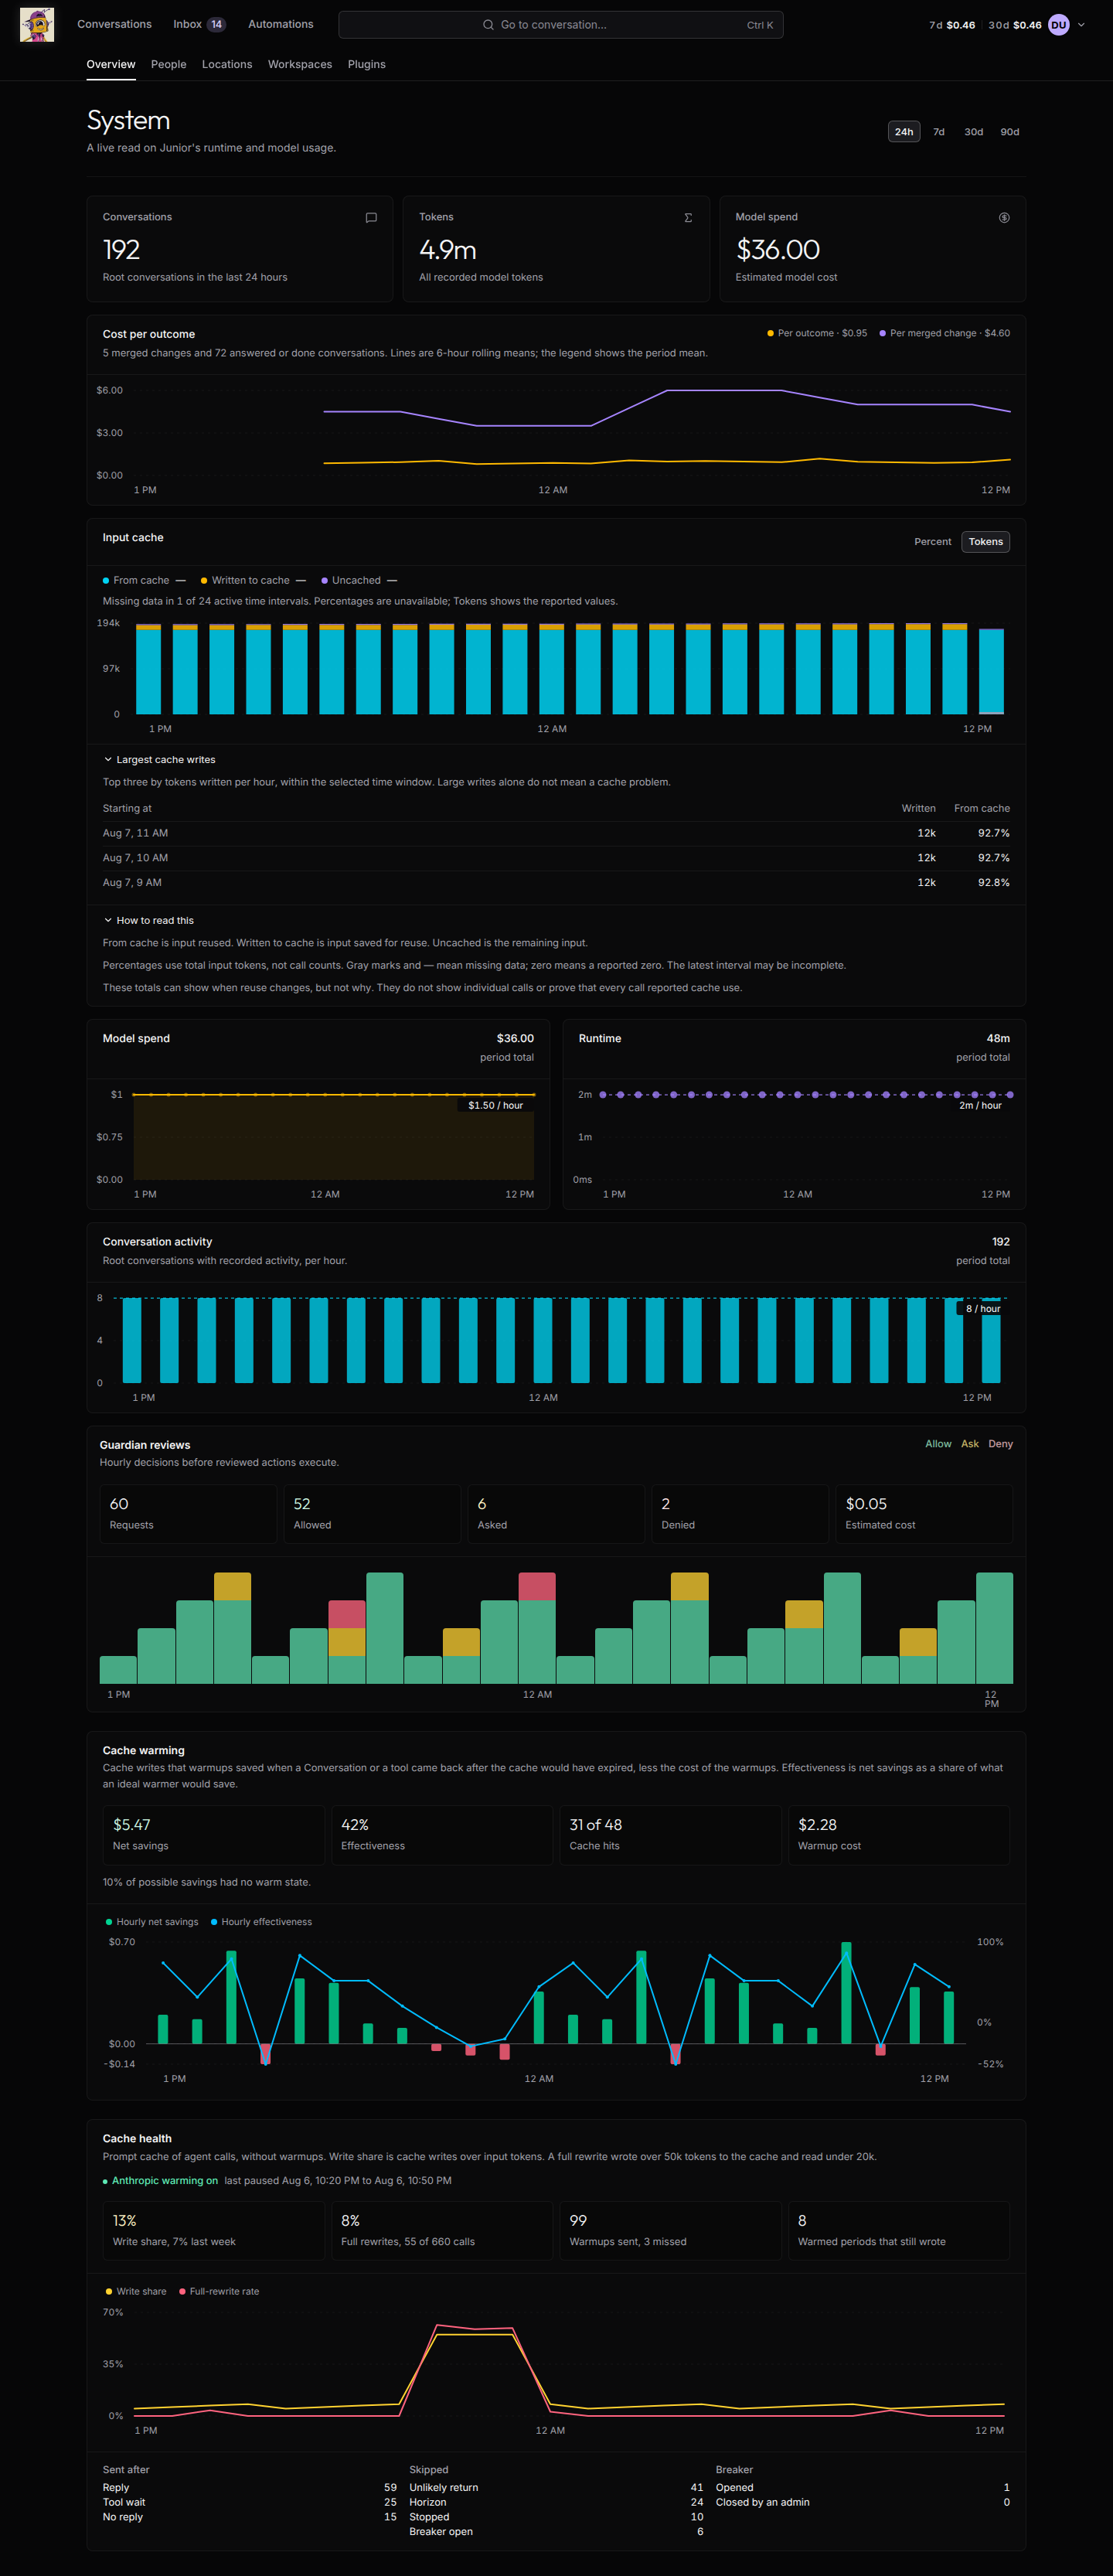 Conversations
Inbox 14
Automations
Go to conversation...
Ctrl K
7d $0.46
30d $0.46
DU
Overview
People
Locations
Workspaces
Plugins
System
A live read on Junior's runtime and model usage.
24h
7d
30d
90d
Conversations
192
Root conversations in the last 24 hours
Tokens
4.9m
All recorded model tokens
Model spend
$36.00
Estimated model cost
Cost per outcome
5 merged changes and 72 answered or done conversations. Lines are 6-hour rolling means; the legend shows the period mean.
Per outcome · $0.95
Per merged change · $4.60
$6.00
$3.00
$0.00
1 PM
12 AM
12 PM
Input cache
Percent
Tokens
From cache —
Written to cache —
Uncached —
Missing data in 1 of 24 active time intervals. Percentages are unavailable; Tokens shows the reported values.
194k
97k
0
1 PM
12 AM
12 PM
Largest cache writes
Top three by tokens written per hour, within the selected time window. Large writes alone do not mean a cache problem.
Starting at
Written
From cache
Aug 7, 11 AM
12k
92.7%
Aug 7, 10 AM
12k
92.7%
Aug 7, 9 AM
12k
92.8%
How to read this
From cache is input reused. Written to cache is input saved for reuse. Uncached is the remaining input.
Percentages use total input tokens, not call counts. Gray marks and — mean missing data; zero means a reported zero. The latest interval may be incomplete.
These totals can show when reuse changes, but not why. They do not show individual calls or prove that every call reported cache use.
Model spend
$36.00
period total
$1
$0.75
$0.00
$1.50 / hour
1 PM
12 AM
12 PM
Runtime
48m
period total
2m
1m
0ms
2m / hour
1 PM
12 AM
12 PM
Conversation activity
Root conversations with recorded activity, per hour.
192
period total
8
4
0
8 / hour
1 PM
12 AM
12 PM
Guardian reviews
Hourly decisions before reviewed actions execute.
Allow
Ask
Deny
60
Requests
52
Allowed
6
Asked
2
Denied
$0.05
Estimated cost
1 PM
12 AM
12
PM
Cache warming
Cache writes that warmups saved when a Conversation or a tool came back after the cache would have expired, less the cost of the warmups. Effectiveness is net savings as a share of what
an ideal warmer would save.
$5.47
Net savings
42%
Effectiveness
31 of 48
Cache hits
$2.28
Warmup cost
10% of possible savings had no warm state.
Hourly net savings
Hourly effectiveness
$0.70
$0.00
-$0.14
100%
0%
-52%
1 PM
12 AM
12 PM
Cache health
Prompt cache of agent calls, without warmups. Write share is cache writes over input tokens. A full rewrite wrote over 50k tokens to the cache and read under 20k.
Anthropic warming on last paused Aug 6, 10:20 PM to Aug 6, 10:50 PM
13%
Write share, 7% last week
8%
Full rewrites, 55 of 660 calls
99
Warmups sent, 3 missed
8
Warmed periods that still wrote
Write share
Full-rewrite rate
70%
35%
0%
1 PM
12 AM
12 PM
Sent after
Reply 59
Tool wait 25
No reply 15
Skipped
Unlikely return 41
Horizon 24
Stopped 10
Breaker open 6
Breaker
Opened 1
Closed by an admin 0